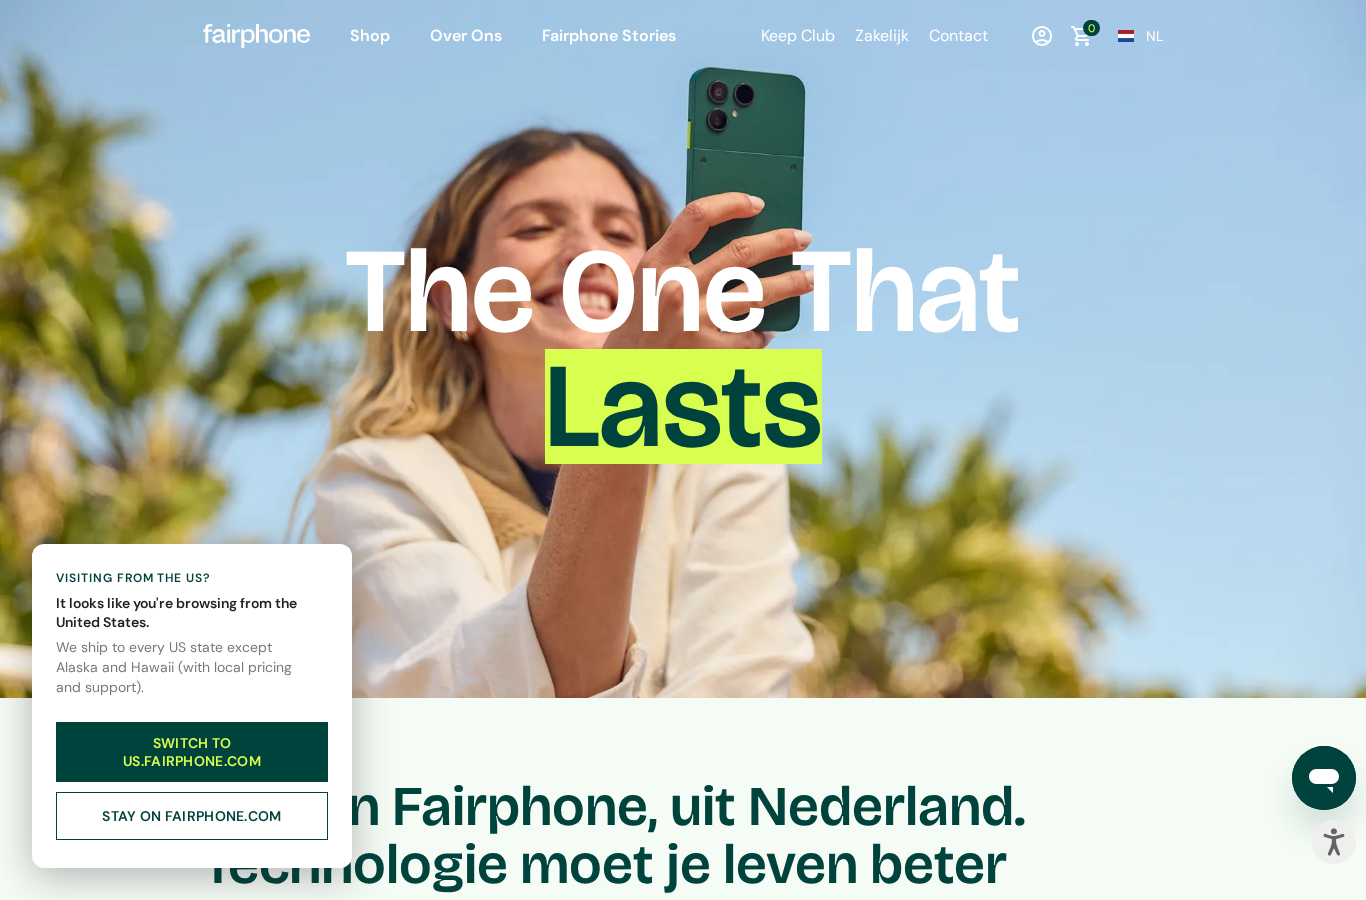 fairphone Shop Over Ons Fairphone Stories Keep Club Zakelijk Contact 0 NL
The One That
Lasts
VISITING FROM THE US?
It looks like you're browsing from the
United States.
We ship to every US state except
Alaska and Hawaii (with local pricing
and support).
SWITCH TO
US.FAIRPHONE.COM
STAY ON FAIRPHONE.COM
Fairphone, uit Nederland.
Technologie moet je leven beter